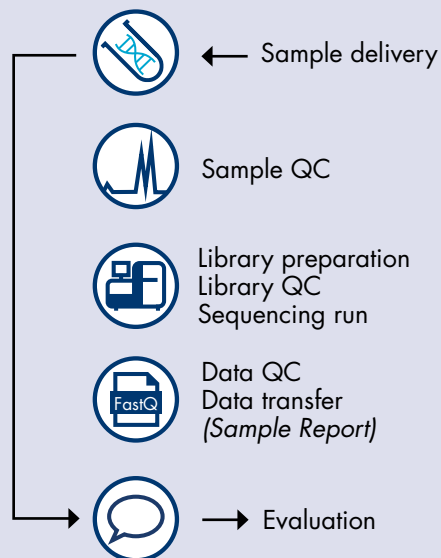 Sample delivery
Sample QC
Library preparation
Library QC
Sequencing run
Data QC
Data transfer
(Sample Report)
FastQ
Evaluation